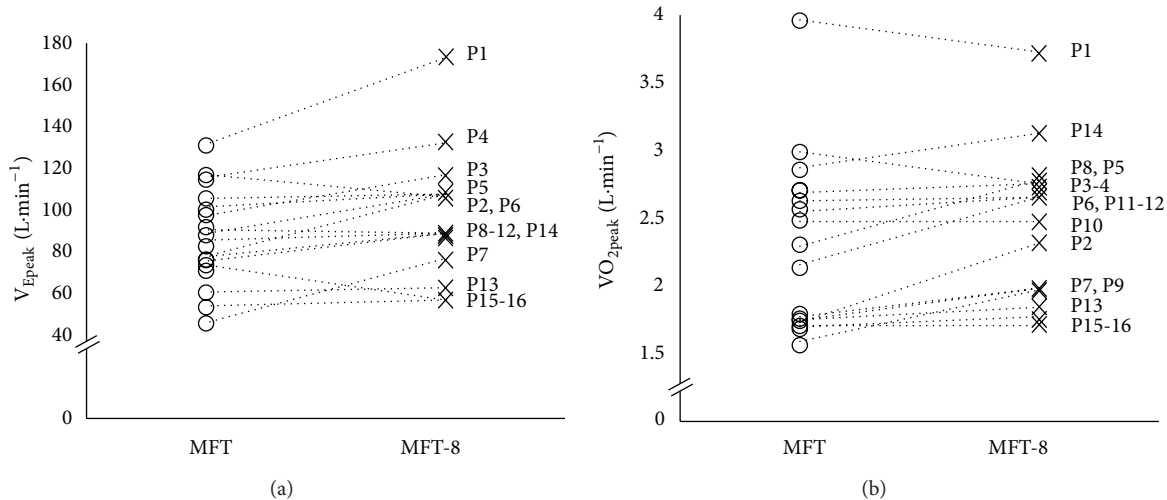 180
160
140
120
100
80
60
40
0
V_Epeak (L·min⁻¹)
P1
P4
P3
P5
P2, P6
P8-12, P14
P7
P13
P15-16
MFT
MFT-8
(a)
4
3.5
3
2.5
2
1.5
0
VO_2peak (L·min⁻¹)
P1
P14
P8, P5
P3-4
P6, P11-12
P10
P2
P7, P9
P13
P15-16
MFT
MFT-8
(b)